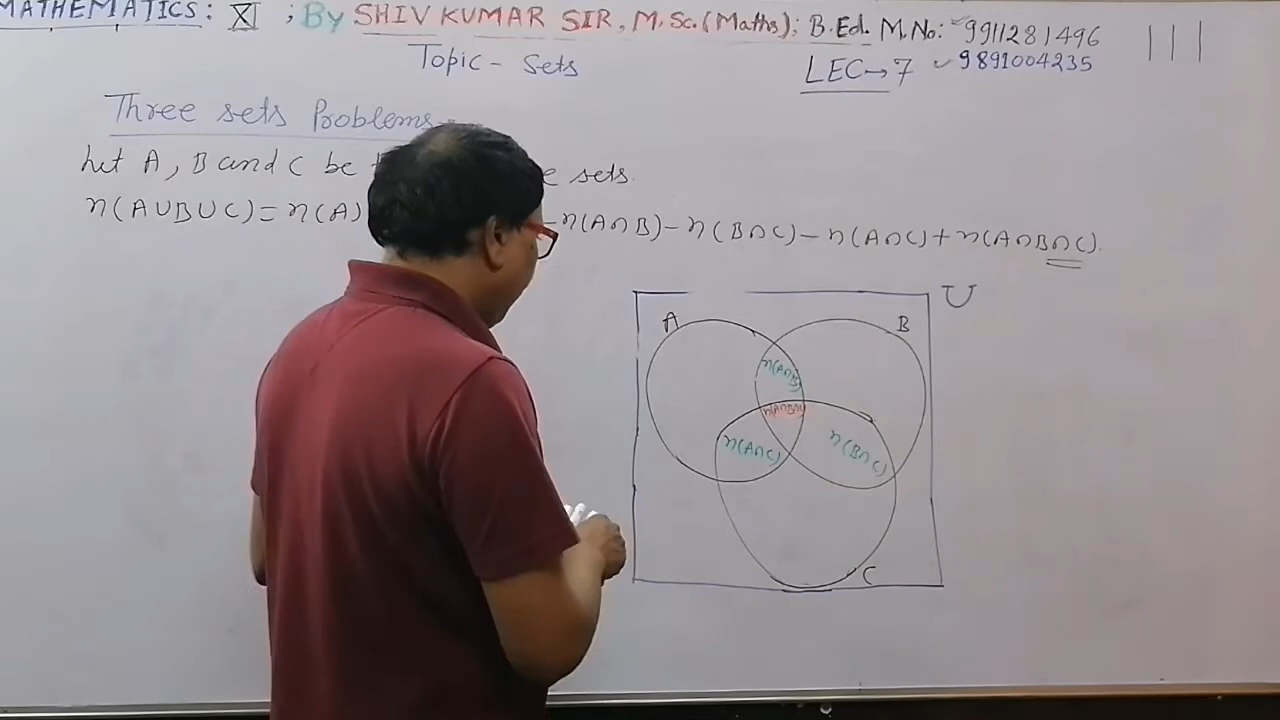 MATHEMATICS: XI ; By SHIV KUMAR SIR, M.Sc.(Maths); B.Ed. M.No: 9911281496
9891004235
Topic - Sets
LEC→7
Three sets Problems
Let A, B and C be sets.
n(A∪B∪C) = n(A) -n(A∩B)-n(B∩C)-n(A∩C)+n(A∩B∩C).
U
A
B
n(A∩B)
n(A∩B∩C)
n(A∩C)
n(B∩C)
C